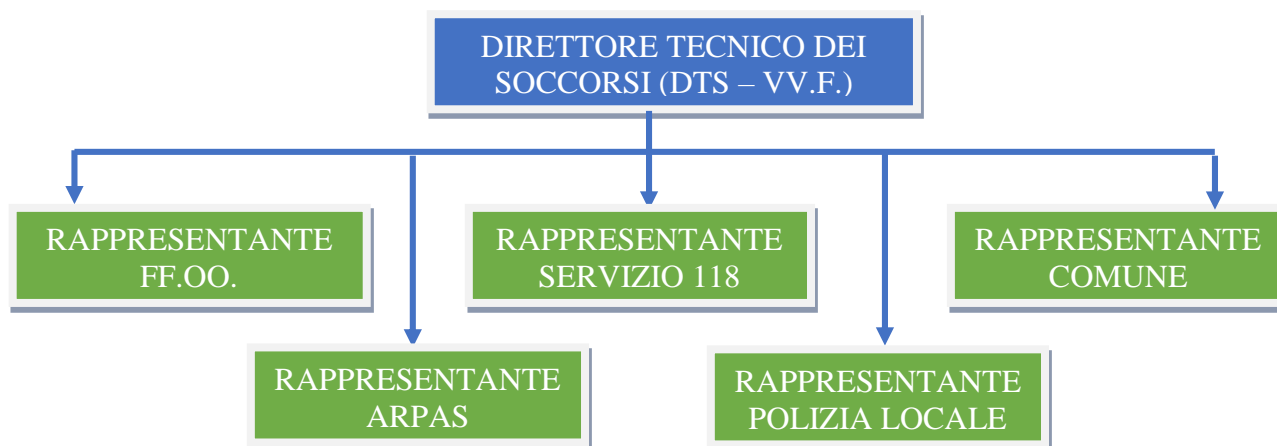 DIRETTORE TECNICO DEI
SOCCORSI (DTS – VV.F.)
RAPPRESENTANTE
FF.OO.
RAPPRESENTANTE
SERVIZIO 118
RAPPRESENTANTE
COMUNE
RAPPRESENTANTE
ARPAS
RAPPRESENTANTE
POLIZIA LOCALE